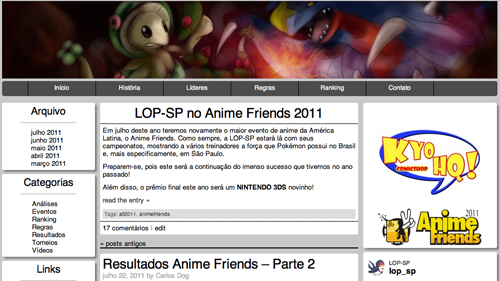 Início História Líderes Regras Ranking Contato
Arquivo
julho 2011
junho 2011
maio 2011
abril 2011
março 2011
Categorias
Análises
Eventos
Ranking
Regras
Resultados
Torneios
Vídeos
Links
LOP-SP no Anime Friends 2011
Em julho deste ano teremos novamente o maior evento de anime da América
Latina, o Anime Friends. Como sempre, a LOP-SP estará lá com seus
campeonatos, mostrando a vários treinadores a força que Pokémon possui no Brasil
e, mais especificamente, em São Paulo.
Preparem-se, pois este será a continuação do imenso sucesso que tivemos no ano
passado!
Além disso, o prêmio final este ano será um NINTENDO 3DS novinho!
read the entry »
Tags: af2011, animefriends
17 comentários | edit
« posts antigos
Resultados Anime Friends – Parte 2
julho 22, 2011 by Carlos Dog
KYO
HQ!
COMICSHOP
2011
Anime
Friends
LOP-SP
lop_sp